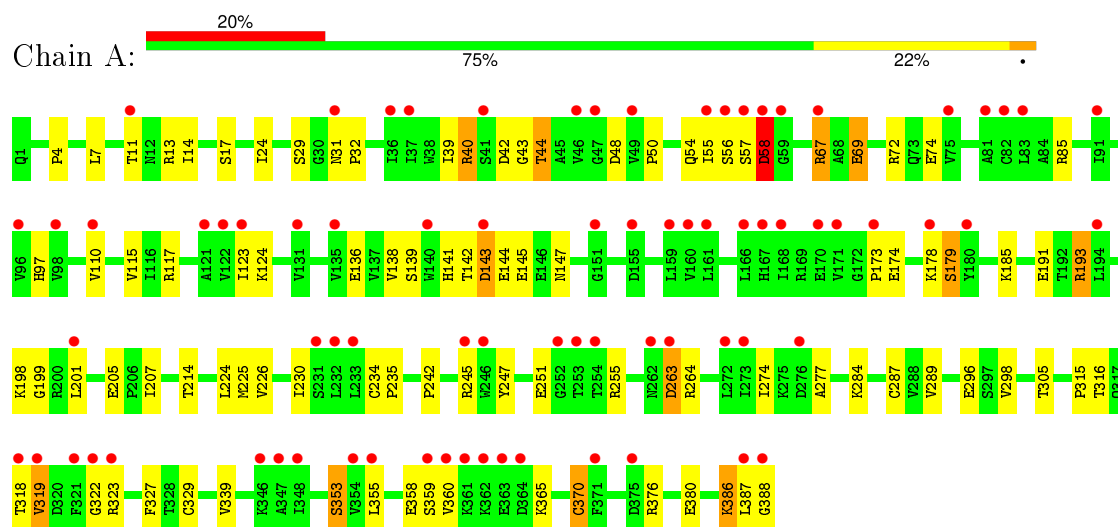 20%
Chain A:
75% 22% •
Q1 P4 L7 T11 N12 R13 I14 S17 I24 S29 G30 N31 P32 I36 I37 W38 I39 R40 S41 D42 G43 T44 A45 V46 G47 D48 V49 P50 Q54 I55 S56 S57 D58 G59 R67 A68 E69 R72 Q73 E74 V75 A81 C82 L83 A84 R85 I91
V96 H97 V98 V110 V115 I116 R117 A121 V122 I123 K124 V131 V135 E136 V137 V138 S139 W140 H141 T142 D143 E144 E145 E146 N147 G151 D155 L159 V160 L161 L166 H167 I168 R169 E170 V171 G172 P173 E174 K178 S179 Y180 K185 E191 T192 R193 L194
K198 G199 R200 L201 E205 P206 I207 T214 L224 M225 V226 I230 S231 L232 L233 C234 P235 P242 R245 W246 Y247 E251 G252 T253 T254 R255 N262 D263 R264 L272 I273 I274 K275 D276 A277 K284 C287 V288 V289 E296 S297 V298 T305 P315 T316
T318 V319 D320 F321 G322 R323 F327 T328 C329 V339 K346 A347 I348 S353 V354 L355 E358 S359 V360 K361 K362 E363 D364 K365 C370 F371 D375 R376 E380 K386 L387 G388